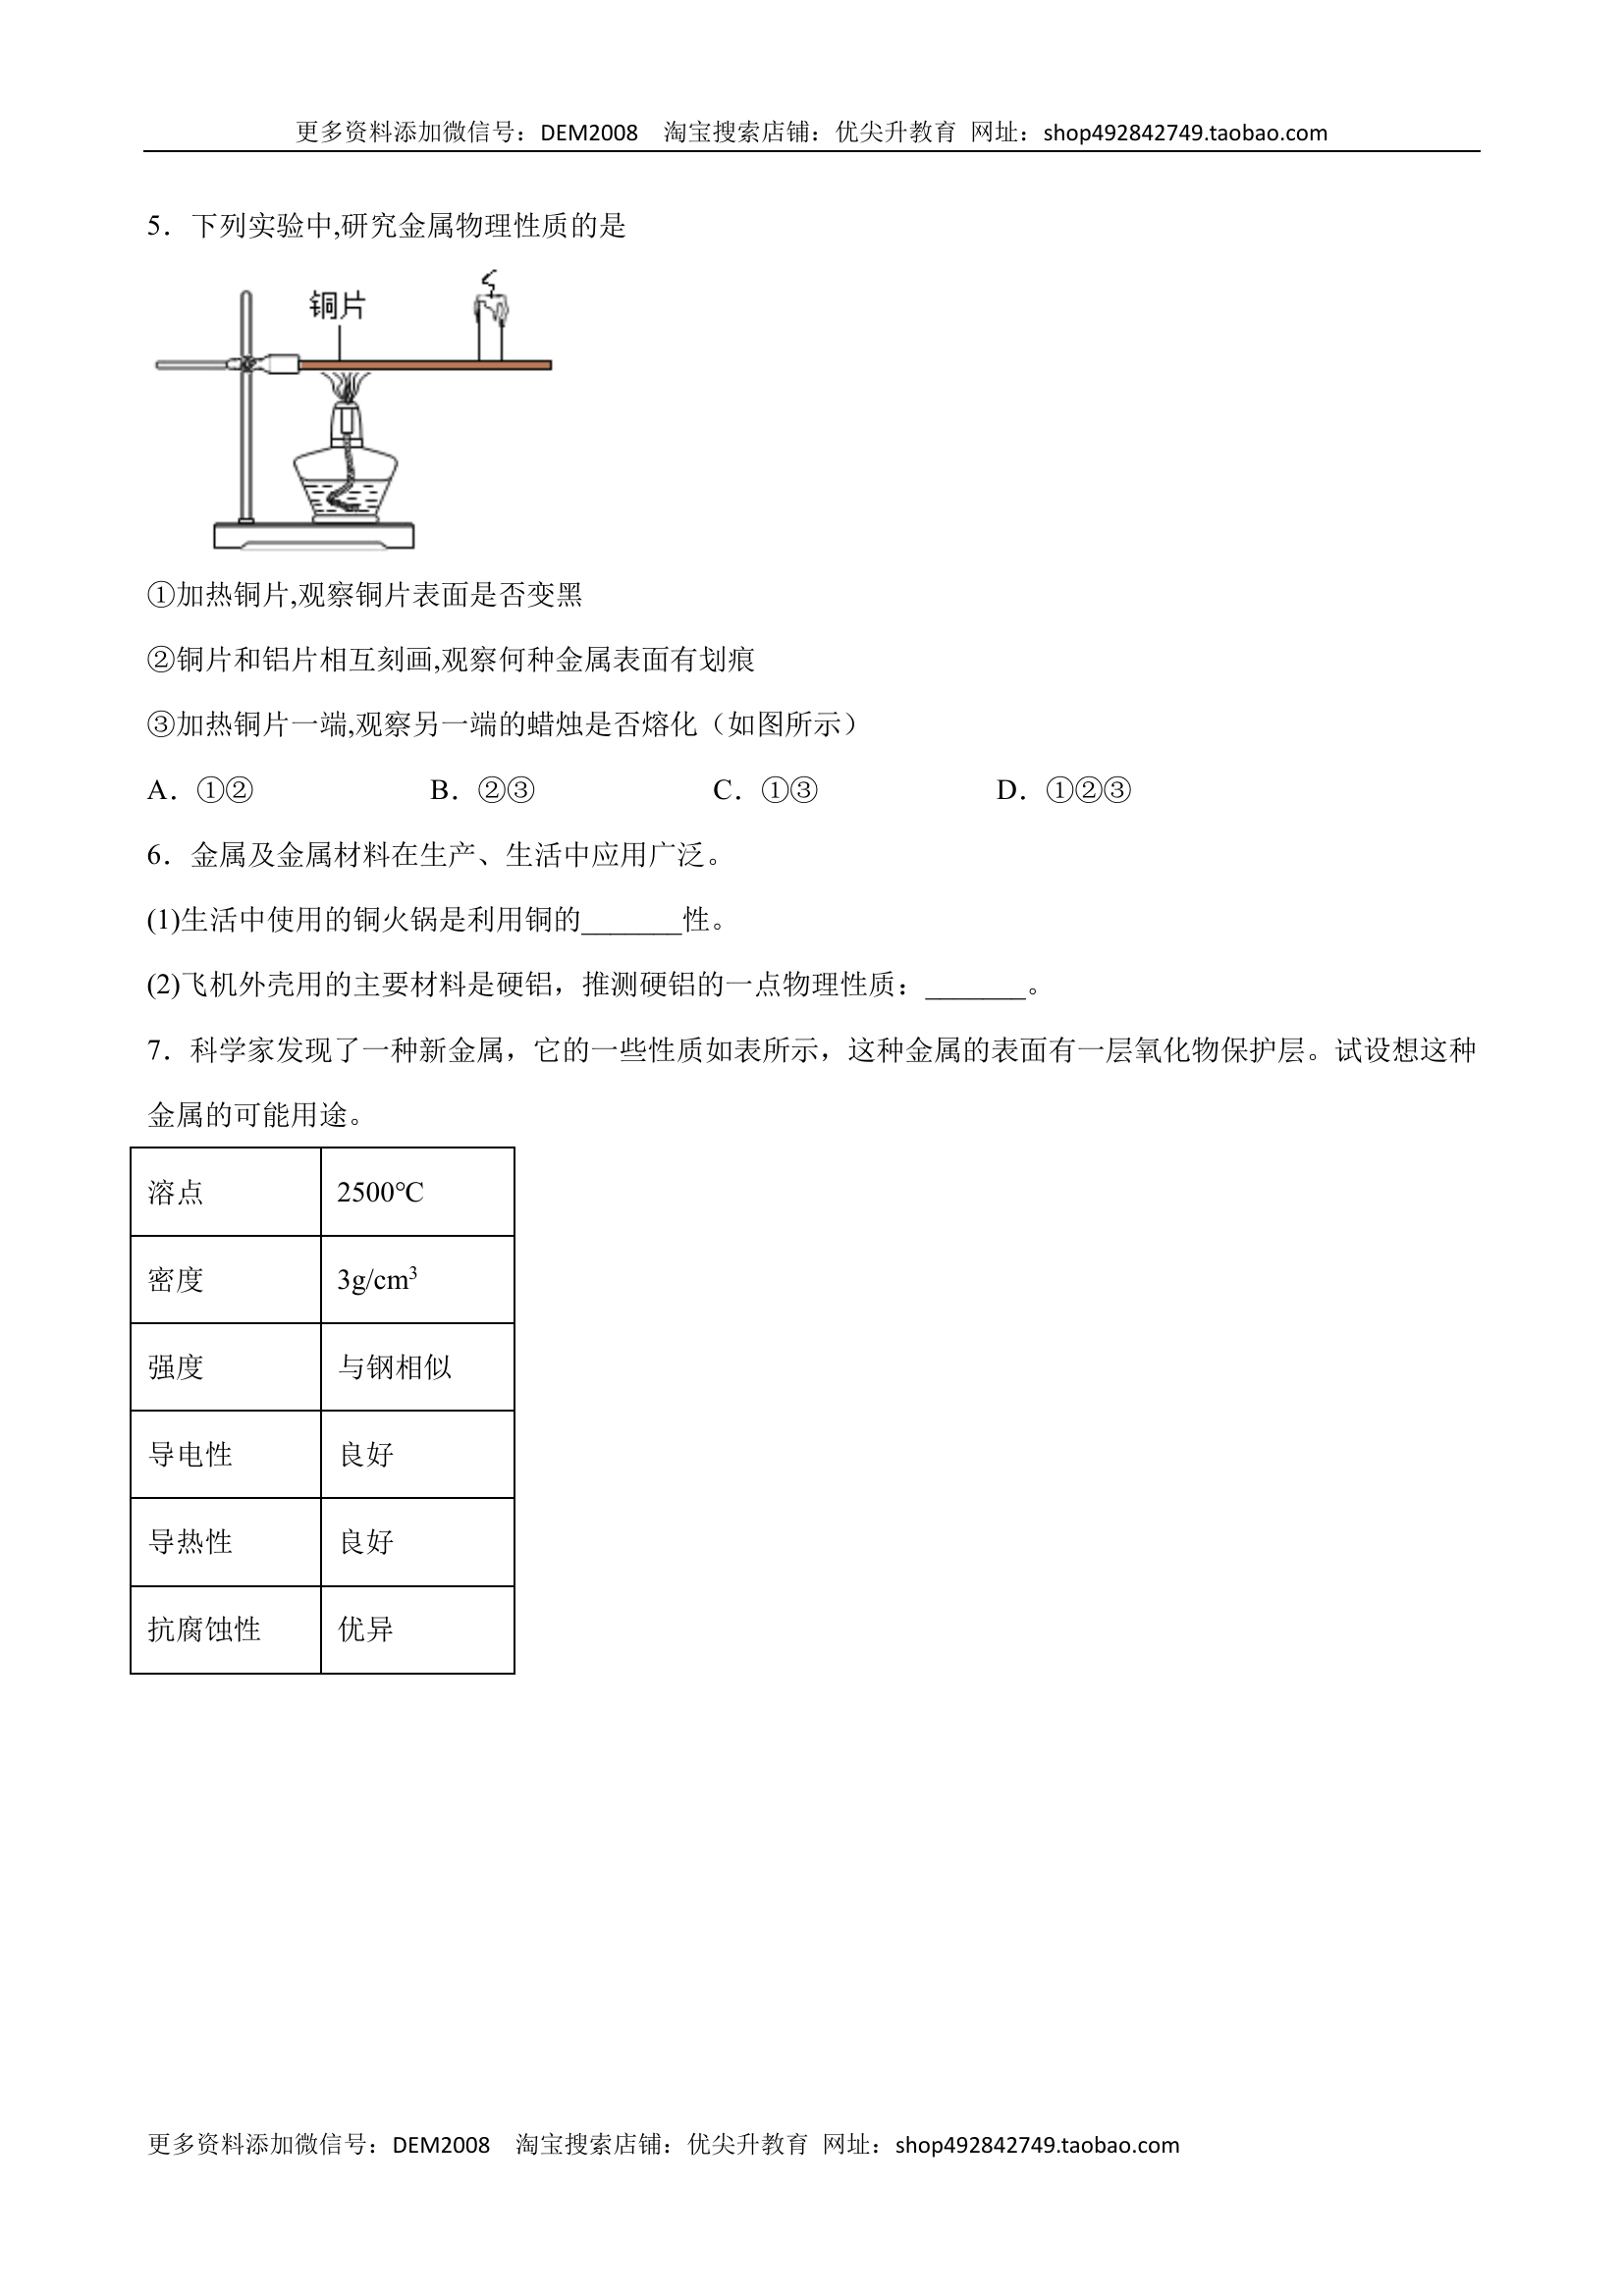 更多资料添加微信号：DEM2008 淘宝搜索店铺：优尖升教育 网址：shop492842749.taobao.com
5．下列实验中,研究金属物理性质的是
铜片
①加热铜片,观察铜片表面是否变黑
②铜片和铝片相互刻画,观察何种金属表面有划痕
③加热铜片一端,观察另一端的蜡烛是否熔化（如图所示）
A．①② B．②③ C．①③ D．①②③
6．金属及金属材料在生产、生活中应用广泛。
(1)生活中使用的铜火锅是利用铜的_______性。
(2)飞机外壳用的主要材料是硬铝，推测硬铝的一点物理性质：_______。
7．科学家发现了一种新金属，它的一些性质如表所示，这种金属的表面有一层氧化物保护层。试设想这种
金属的可能用途。
溶点 2500℃
密度 3g/cm³
强度 与钢相似
导电性 良好
导热性 良好
抗腐蚀性 优异
更多资料添加微信号：DEM2008 淘宝搜索店铺：优尖升教育 网址：shop492842749.taobao.com